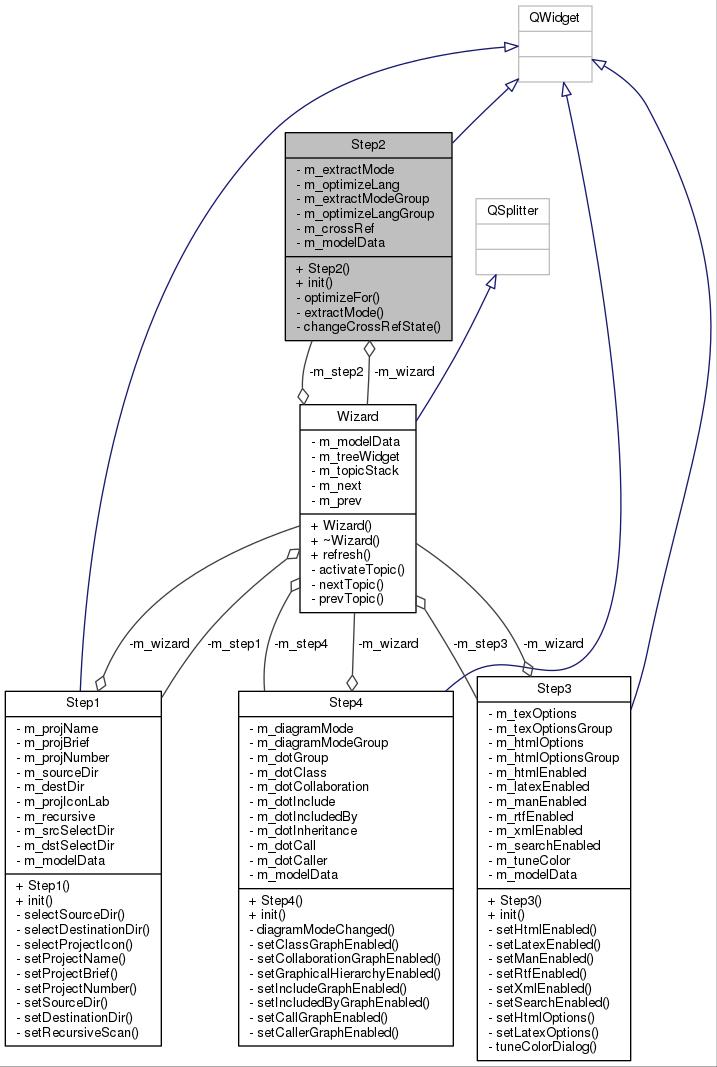 QWidget
Step2
- m_extractMode
- m_optimizeLang
- m_extractModeGroup
- m_optimizeLangGroup
- m_crossRef
- m_modelData
+ Step2()
+ init()
- optimizeFor()
- extractMode()
- changeCrossRefState()
QSplitter
-m_step2
-m_wizard
Wizard
- m_modelData
- m_treeWidget
- m_topicStack
- m_next
- m_prev
+ Wizard()
+ ~Wizard()
+ refresh()
- activateTopic()
- nextTopic()
- prevTopic()
-m_wizard
-m_step1
-m_step4
-m_wizard
-m_step3
-m_wizard
Step1
- m_projName
- m_projBrief
- m_projNumber
- m_sourceDir
- m_destDir
- m_projIconLab
- m_recursive
- m_srcSelectDir
- m_dstSelectDir
- m_modelData
+ Step1()
+ init()
- selectSourceDir()
- selectDestinationDir()
- selectProjectIcon()
- setProjectName()
- setProjectBrief()
- setProjectNumber()
- setSourceDir()
- setDestinationDir()
- setRecursiveScan()
Step4
- m_diagramMode
- m_diagramModeGroup
- m_dotGroup
- m_dotClass
- m_dotCollaboration
- m_dotInclude
- m_dotIncludedBy
- m_dotInheritance
- m_dotCall
- m_dotCaller
- m_modelData
+ Step4()
+ init()
- diagramModeChanged()
- setClassGraphEnabled()
- setCollaborationGraphEnabled()
- setGraphicalHierarchyEnabled()
- setIncludeGraphEnabled()
- setIncludedByGraphEnabled()
- setCallGraphEnabled()
- setCallerGraphEnabled()
Step3
- m_texOptions
- m_texOptionsGroup
- m_htmlOptions
- m_htmlOptionsGroup
- m_htmlEnabled
- m_latexEnabled
- m_manEnabled
- m_rtfEnabled
- m_xmlEnabled
- m_searchEnabled
- m_tuneColor
- m_modelData
+ Step3()
+ init()
- setHtmlEnabled()
- setLatexEnabled()
- setManEnabled()
- setRtfEnabled()
- setXmlEnabled()
- setSearchEnabled()
- setHtmlOptions()
- setLatexOptions()
- tuneColorDialog()